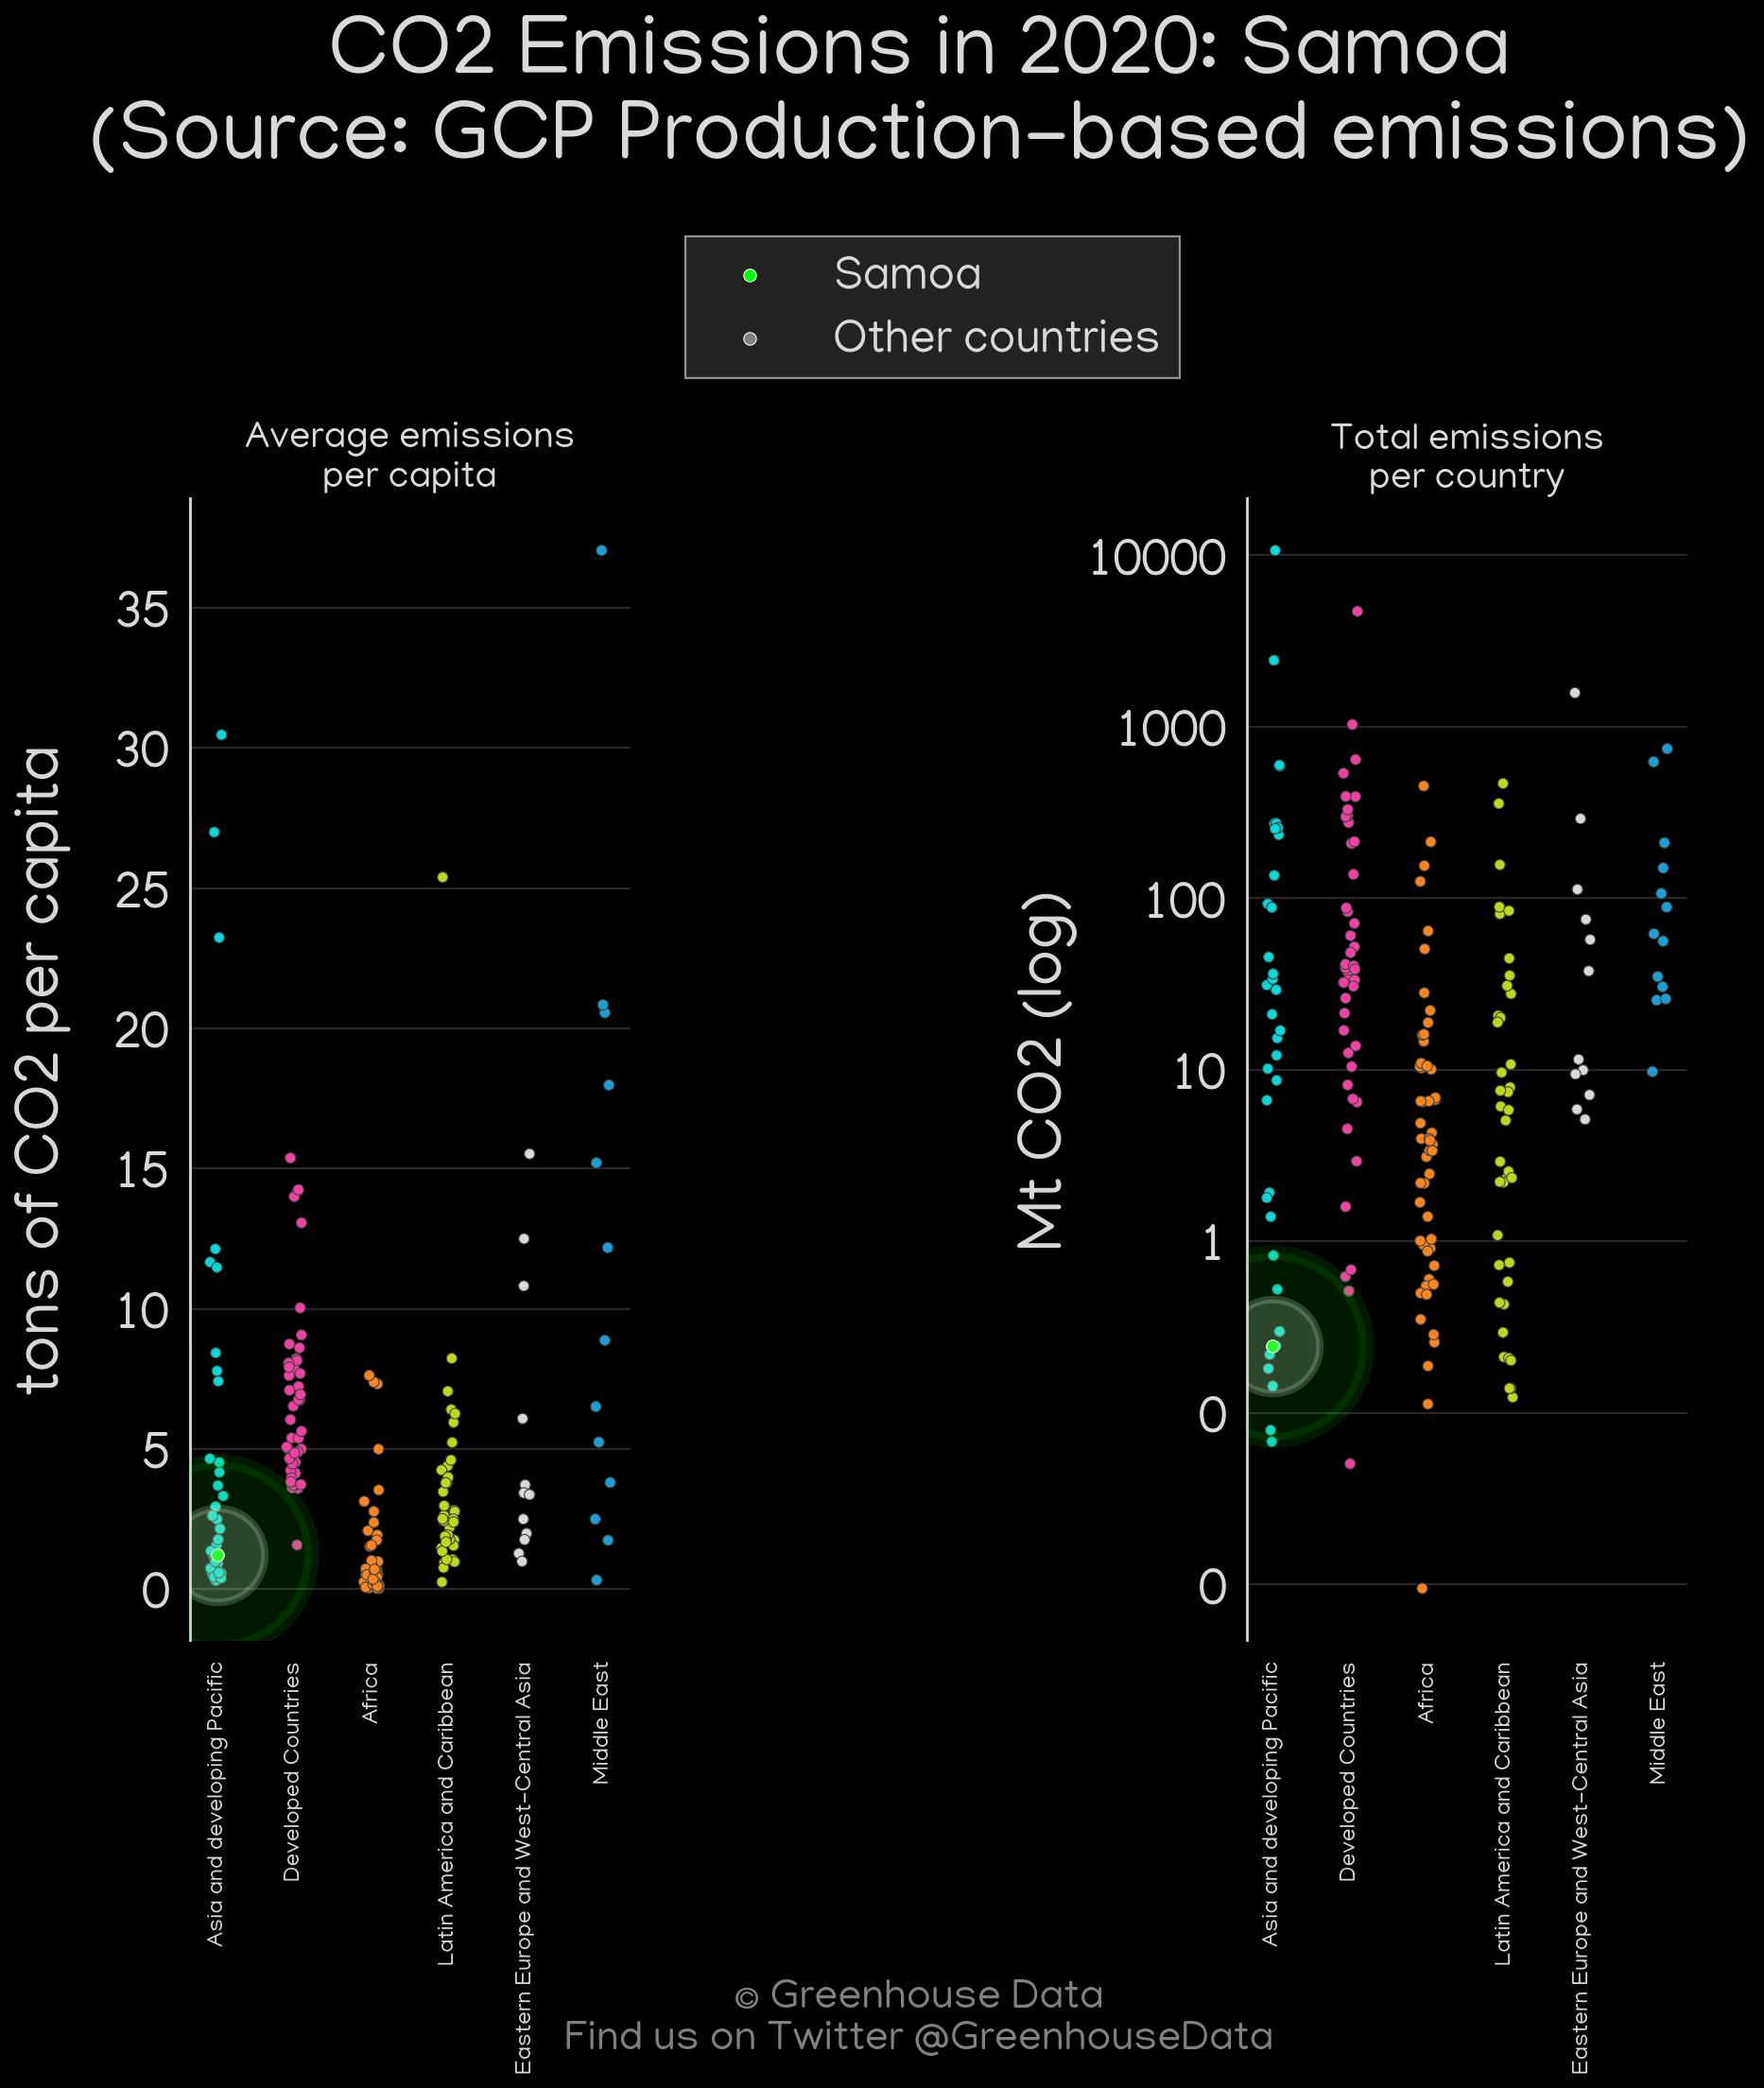 CO2 Emissions in 2020: Samoa
(Source: GCP Production-based emissions)
Samoa
Other countries
Average emissions
per capita
tons of CO2 per capita
35
30
25
20
15
10
5
0
Asia and developing Pacific
Developed Countries
Africa
Latin America and Caribbean
Eastern Europe and West-Central Asia
Middle East
Total emissions
per country
Mt CO2 (log)
10000
1000
100
10
1
0
0
Asia and developing Pacific
Developed Countries
Africa
Latin America and Caribbean
Eastern Europe and West-Central Asia
Middle East
© Greenhouse Data
Find us on Twitter @GreenhouseData